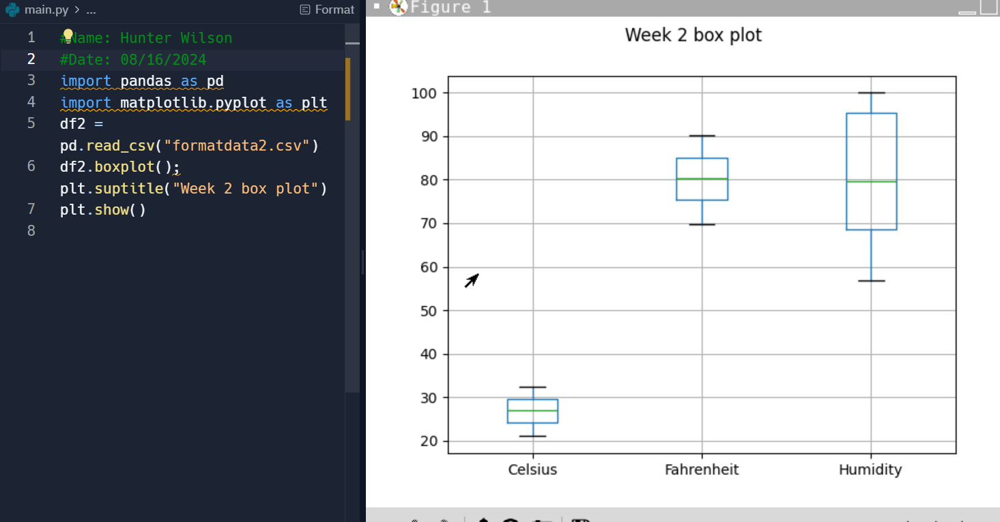 main.py > ...
Format
1 #Name: Hunter Wilson
2 #Date: 08/16/2024
3 import pandas as pd
4 import matplotlib.pyplot as plt
5 df2 =
pd.read_csv("formatdata2.csv")
6 df2.boxplot();
plt.suptitle("Week 2 box plot")
7 plt.show()
8
Figure 1
Week 2 box plot
100
90
80
70
60
50
40
30
20
Celsius Fahrenheit Humidity